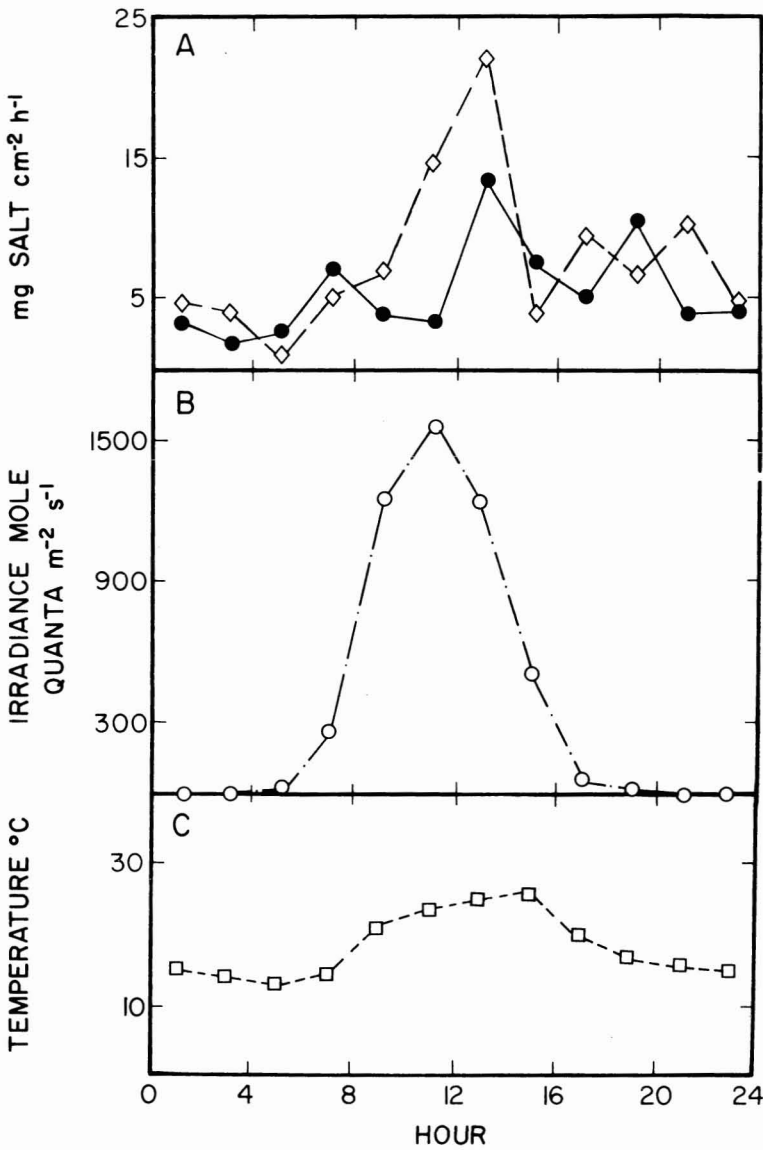 A
25
15
5
mg SALT cm⁻² h⁻¹
B
1500
900
300
IRRADIANCE MOLE
QUANTA m⁻² s⁻¹
C
30
10
TEMPERATURE °C
0 4 8 12 16 20 24
HOUR